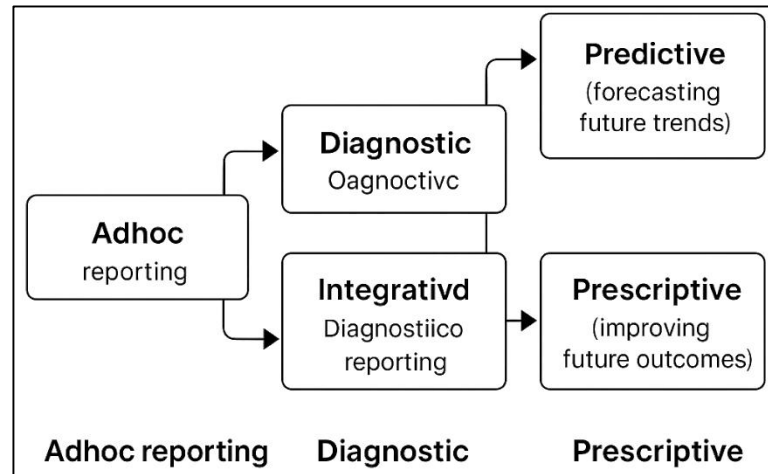 Adhoc
reporting
Diagnostic
Oagnoctivc
Integrativd
Diagnostiico
reporting
Predictive
(forecasting
future trends)
Prescriptive
(improving
future outcomes)
Adhoc reporting
Diagnostic
Prescriptive